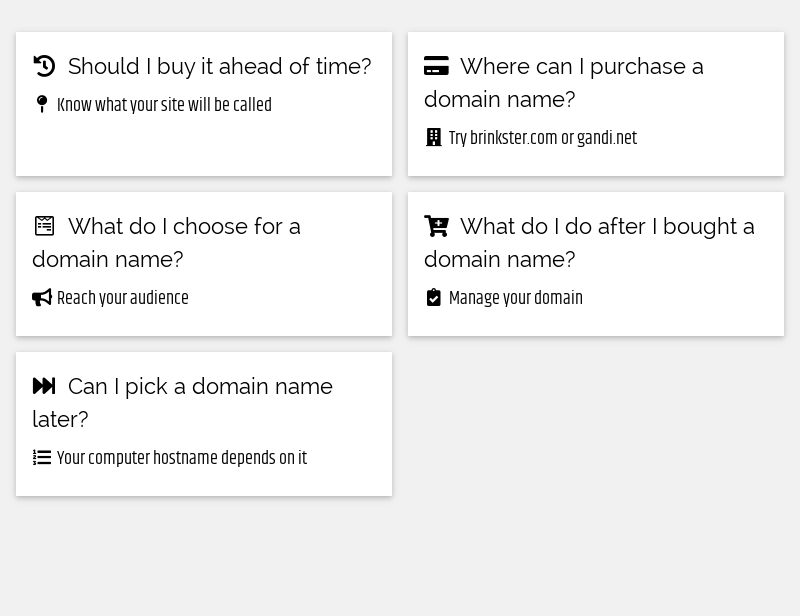 Should I buy it ahead of time?
Know what your site will be called
Where can I purchase a
domain name?
Try brinkster.com or gandi.net
What do I choose for a
domain name?
Reach your audience
What do I do after I bought a
domain name?
Manage your domain
Can I pick a domain name
later?
Your computer hostname depends on it